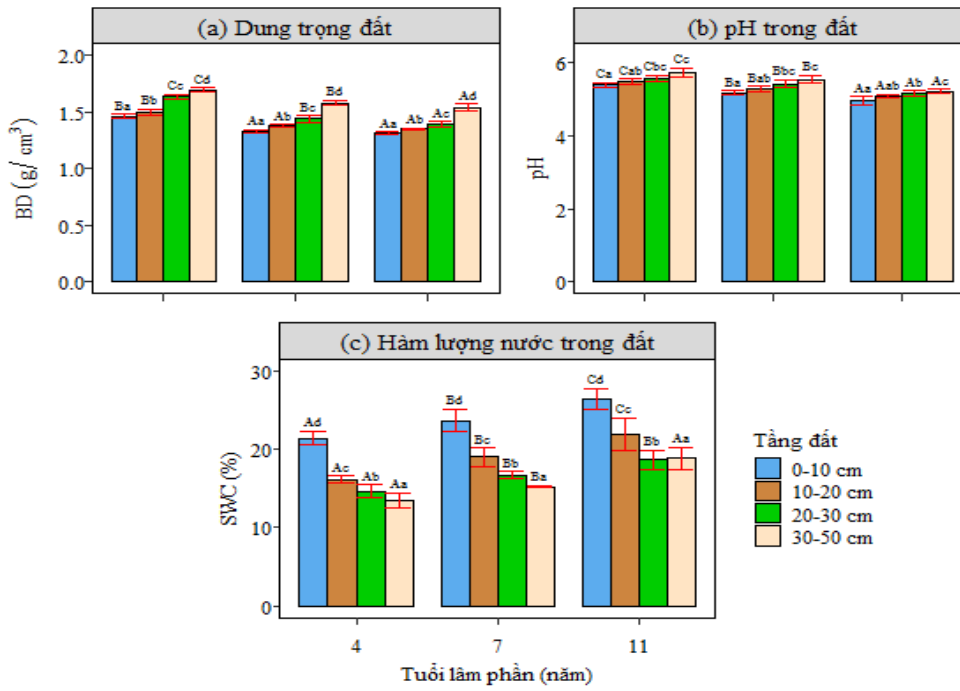 (a) Dung trọng đất
BD (g/ cm³)
2.0
1.5
1.0
0.5
0.0
Ba Bb Cc Cd
Aa Ab Bc Bd
Aa Ab Ac Ad
(b) pH trong đất
pH
6
4
2
0
Ca Cab Cbc Cc
Ba Bab Bbc Bc
Aa Aab Ab Ac
(c) Hàm lượng nước trong đất
SWC (%)
30
20
10
0
Ad Ac Ab Aa
Bd Bc Bb Ba
Cd Cc Bb Aa
4 7 11
Tuổi lâm phần (năm)
Tầng đất
0-10 cm
10-20 cm
20-30 cm
30-50 cm